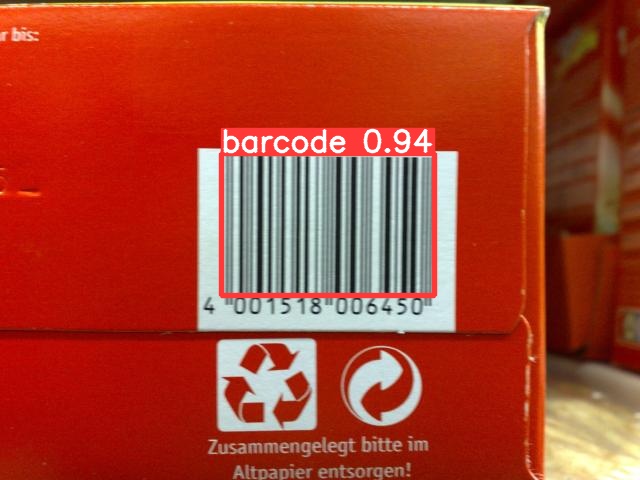 bis:
barcode 0.94
4 001518 006450
Zusammengelegt bitte im
Altpapier entsorgen!